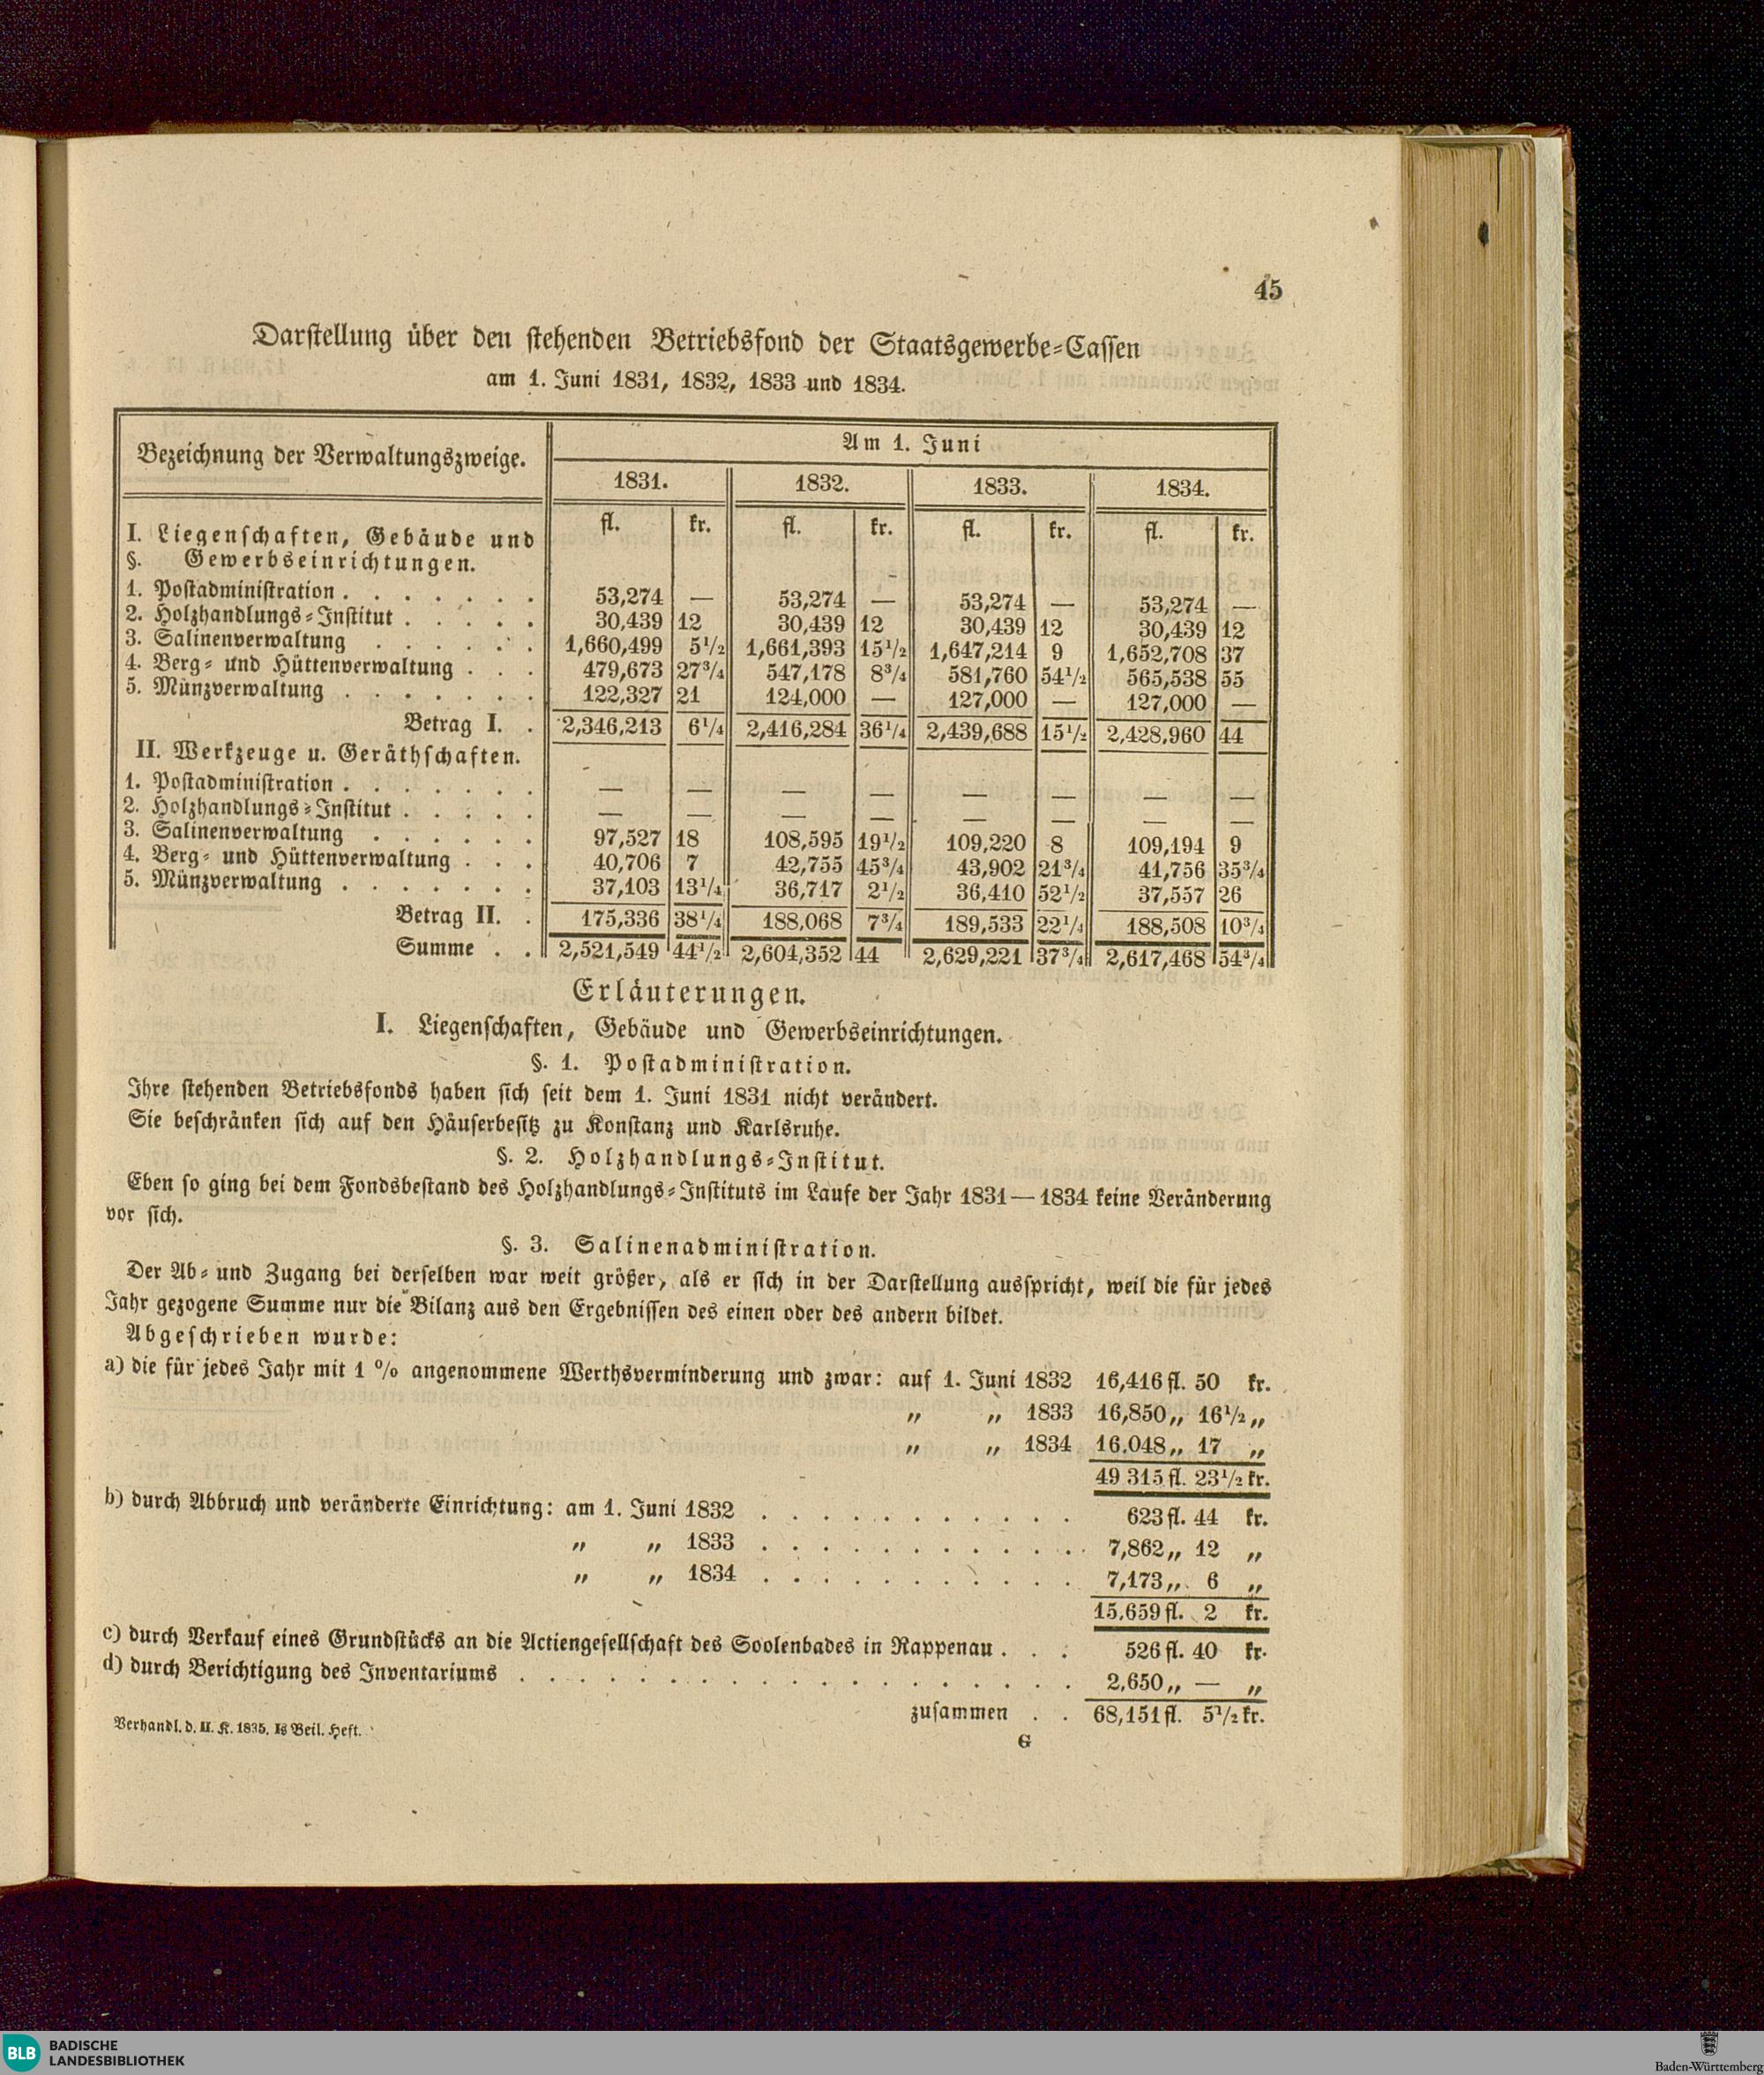 45
Darstellung über den stehenden Betriebsfond der Staatsgewerbe=Cassen
am 1. Juni 1831, 1832, 1833 und 1834.
Bezeichnung der Verwaltungszweige.
Am 1. Juni
1831. 1832. 1833. 1834.
fl. kr. fl. kr. fl. kr. fl. kr.
I. Liegenschaften, Gebäude und
§. Gewerbseinrichtungen.
1. Postadministration . . . . . . . 53,274 — 53,274 — 53,274 — 53,274 —
2. Holzhandlungs=Institut . . . . . 30,439 12 30,439 12 30,439 12 30,439 12
3. Salinenverwaltung . . . . . . 1,660,499 5½ 1,661,393 15½ 1,647,214 9 1,652,708 37
4. Berg= und Hüttenverwaltung . . . 479,673 27¾ 547,178 8¾ 581,760 54½ 565,538 55
5. Münzverwaltung . . . . . . . 122,327 21 124,000 — 127,000 — 127,000 —
Betrag I. . 2,346,213 6¼ 2,416,284 36¼ 2,439,688 15½ 2,428,960 44
II. Werkzeuge u. Geräthschaften.
1. Postadministration . . . . . . . — — — — — — — —
2. Holzhandlungs=Institut . . . . . — — — — — — — —
3. Salinenverwaltung . . . . . . 97,527 18 108,595 19½ 109,220 8 109,194 9
4. Berg= und Hüttenverwaltung . . . 40,706 7 42,755 45¾ 43,902 21¾ 41,756 35¾
5. Münzverwaltung . . . . . . . 37,103 13¼ 36,717 2½ 36,410 52½ 37,557 26
Betrag II. . 175,336 38¼ 188,068 7¾ 189,533 22¼ 188,508 10¾
Summe . . 2,521,549 44½ 2,604,352 44 2,629,221 37¾ 2,617,468 54¾
Erläuterungen.
I. Liegenschaften, Gebäude und Gewerbseinrichtungen.
§. 1. Postadministration.
Ihre stehenden Betriebsfonds haben sich seit dem 1. Juni 1831 nicht verändert.
Sie beschränken sich auf den Häuserbesitz zu Konstanz und Karlsruhe.
§. 2. Holzhandlungs=Institut.
Eben so ging bei dem Fondsbestand des Holzhandlungs=Instituts im Laufe der Jahr 1831—1834 keine Veränderung
vor sich.
§. 3. Salinenadministration.
Der Ab= und Zugang bei derselben war weit größer, als er sich in der Darstellung ausspricht, weil die für jedes
Jahr gezogene Summe nur die Bilanz aus den Ergebnissen des einen oder des andern bildet.
Abgeschrieben wurde:
a) die für jedes Jahr mit 1 % angenommene Werthsverminderung und zwar: auf 1. Juni 1832 16,416 fl. 50 kr.
„ „ 1833 16,850 „ 16½ „
„ „ 1834 16.048 „ 17 „
49 315 fl. 23½ kr.
b) durch Abbruch und veränderte Einrichtung: am 1. Juni 1832 . . . . . . . . . . . 623 fl. 44 kr.
„ „ 1833 . . . . . . . . . . . 7,862 „ 12 „
„ „ 1834 . . . . . . . . . . . 7,173 „ 6 „
15,659 fl. 2 kr.
c) durch Verkauf eines Grundstücks an die Actiengesellschaft des Soolenbades in Rappenau . . . 526 fl. 40 kr.
d) durch Berichtigung des Inventariums . . . . . . . . . . . . . . . . . . . 2,650 „ — „
zusammen . . 68,151 fl. 5½ kr.
Verhandl. d. II. K. 1835. 1s Beil. Heft.
G
BLB BADISCHE
LANDESBIBLIOTHEK
Baden-Württemberg